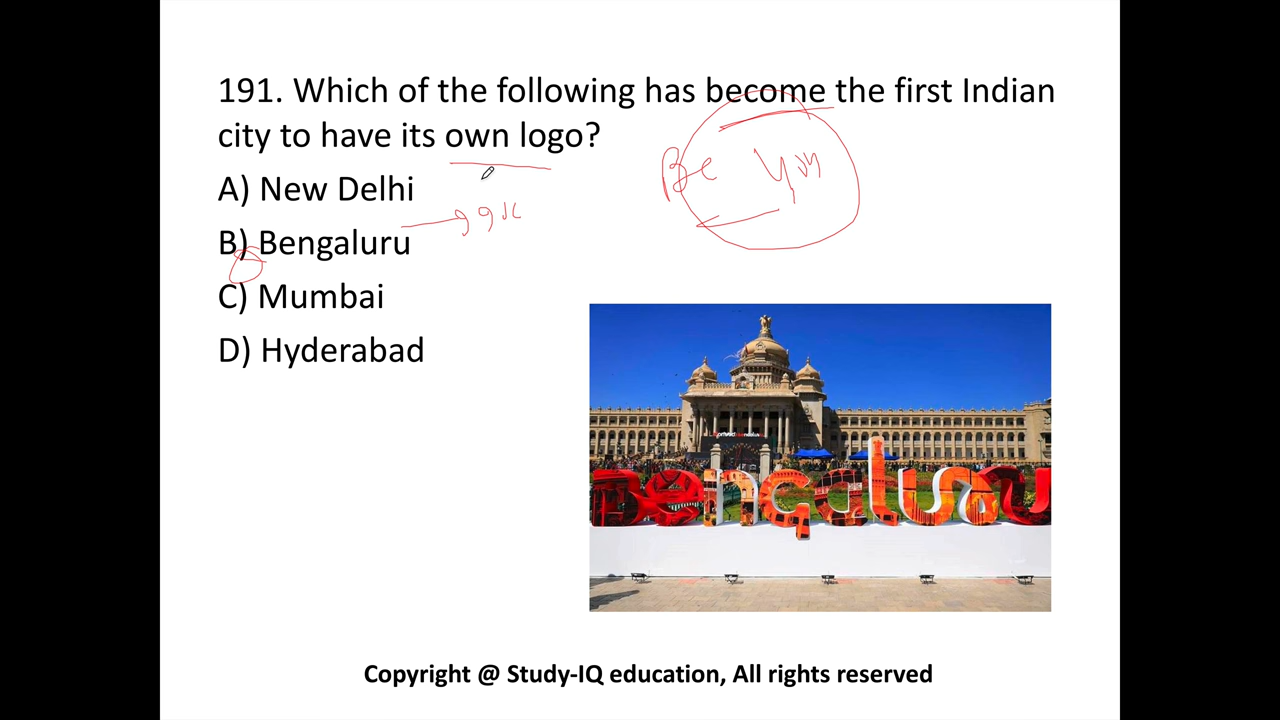 191. Which of the following has become the first Indian
city to have its own logo?
Be
A) New Delhi
B) Bengaluru
C) Mumbai
D) Hyderabad
Bengaluru
Copyright @ Study-IQ education, All rights reserved